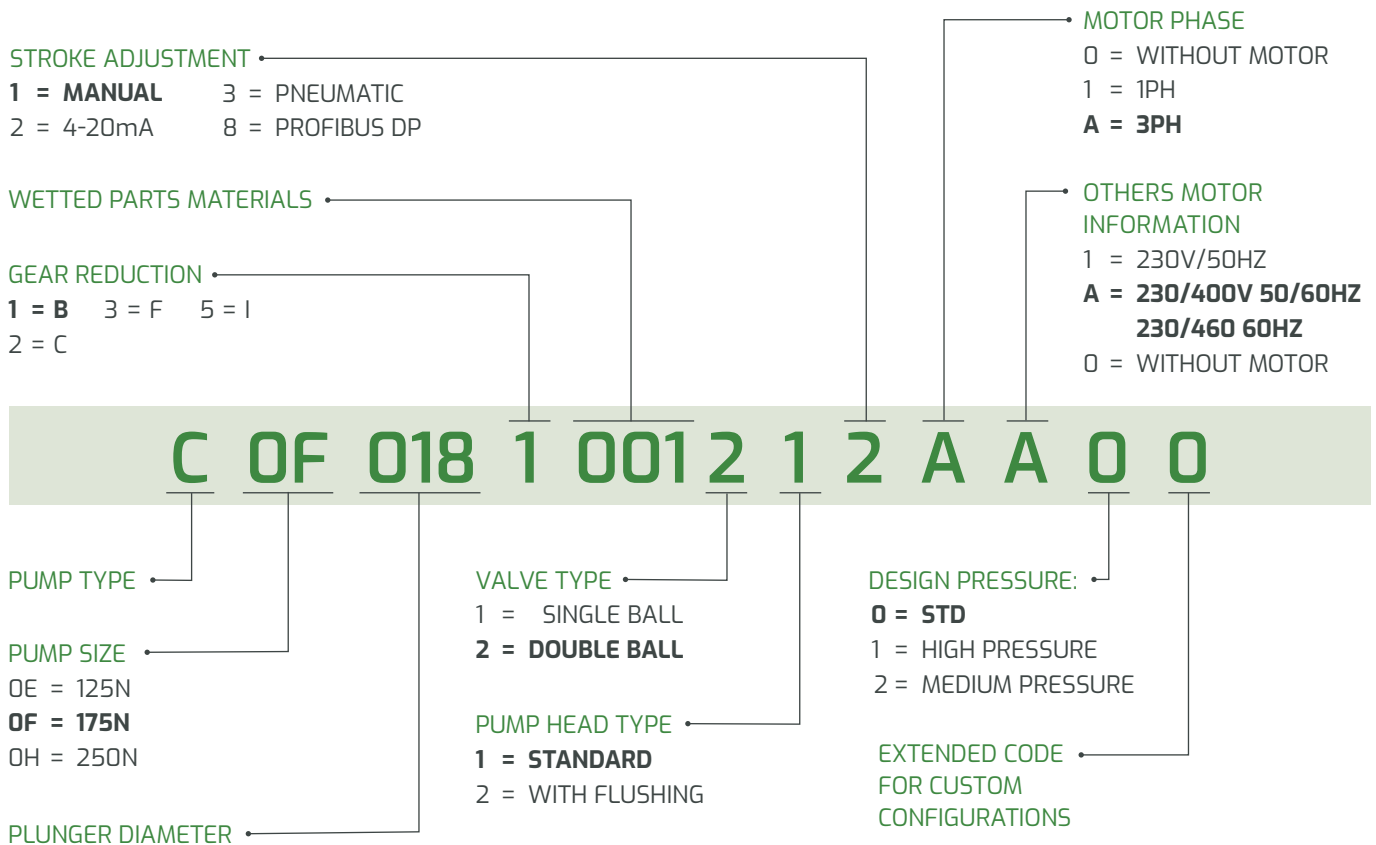 STROKE ADJUSTMENT
1 = MANUAL 3 = PNEUMATIC
2 = 4-20mA 8 = PROFIBUS DP
WETTED PARTS MATERIALS
GEAR REDUCTION
1 = B 3 = F 5 = I
2 = C
MOTOR PHASE
0 = WITHOUT MOTOR
1 = 1PH
A = 3PH
OTHERS MOTOR
INFORMATION
1 = 230V/50HZ
A = 230/400V 50/60HZ
230/460 60HZ
0 = WITHOUT MOTOR
C 0F 018 1 001 2 1 2 A A 0 0
PUMP TYPE
PUMP SIZE
0E = 125N
0F = 175N
0H = 250N
PLUNGER DIAMETER
VALVE TYPE
1 = SINGLE BALL
2 = DOUBLE BALL
PUMP HEAD TYPE
1 = STANDARD
2 = WITH FLUSHING
DESIGN PRESSURE:
0 = STD
1 = HIGH PRESSURE
2 = MEDIUM PRESSURE
EXTENDED CODE
FOR CUSTOM
CONFIGURATIONS